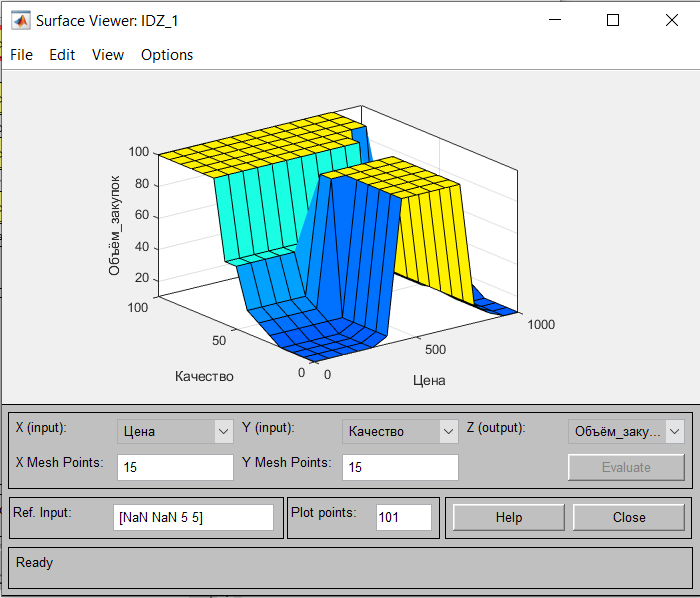 Surface Viewer: IDZ_1
File Edit View Options
100
80
60
40
20
Объём_закупок
100
50
0
Качество
0
500
1000
Цена
X (input): Цена Y (input): Качество Z (output): Объём_заку...
X Mesh Points: 15 Y Mesh Points: 15 Evaluate
Ref. Input: [NaN NaN 5 5] Plot points: 101 Help Close
Ready